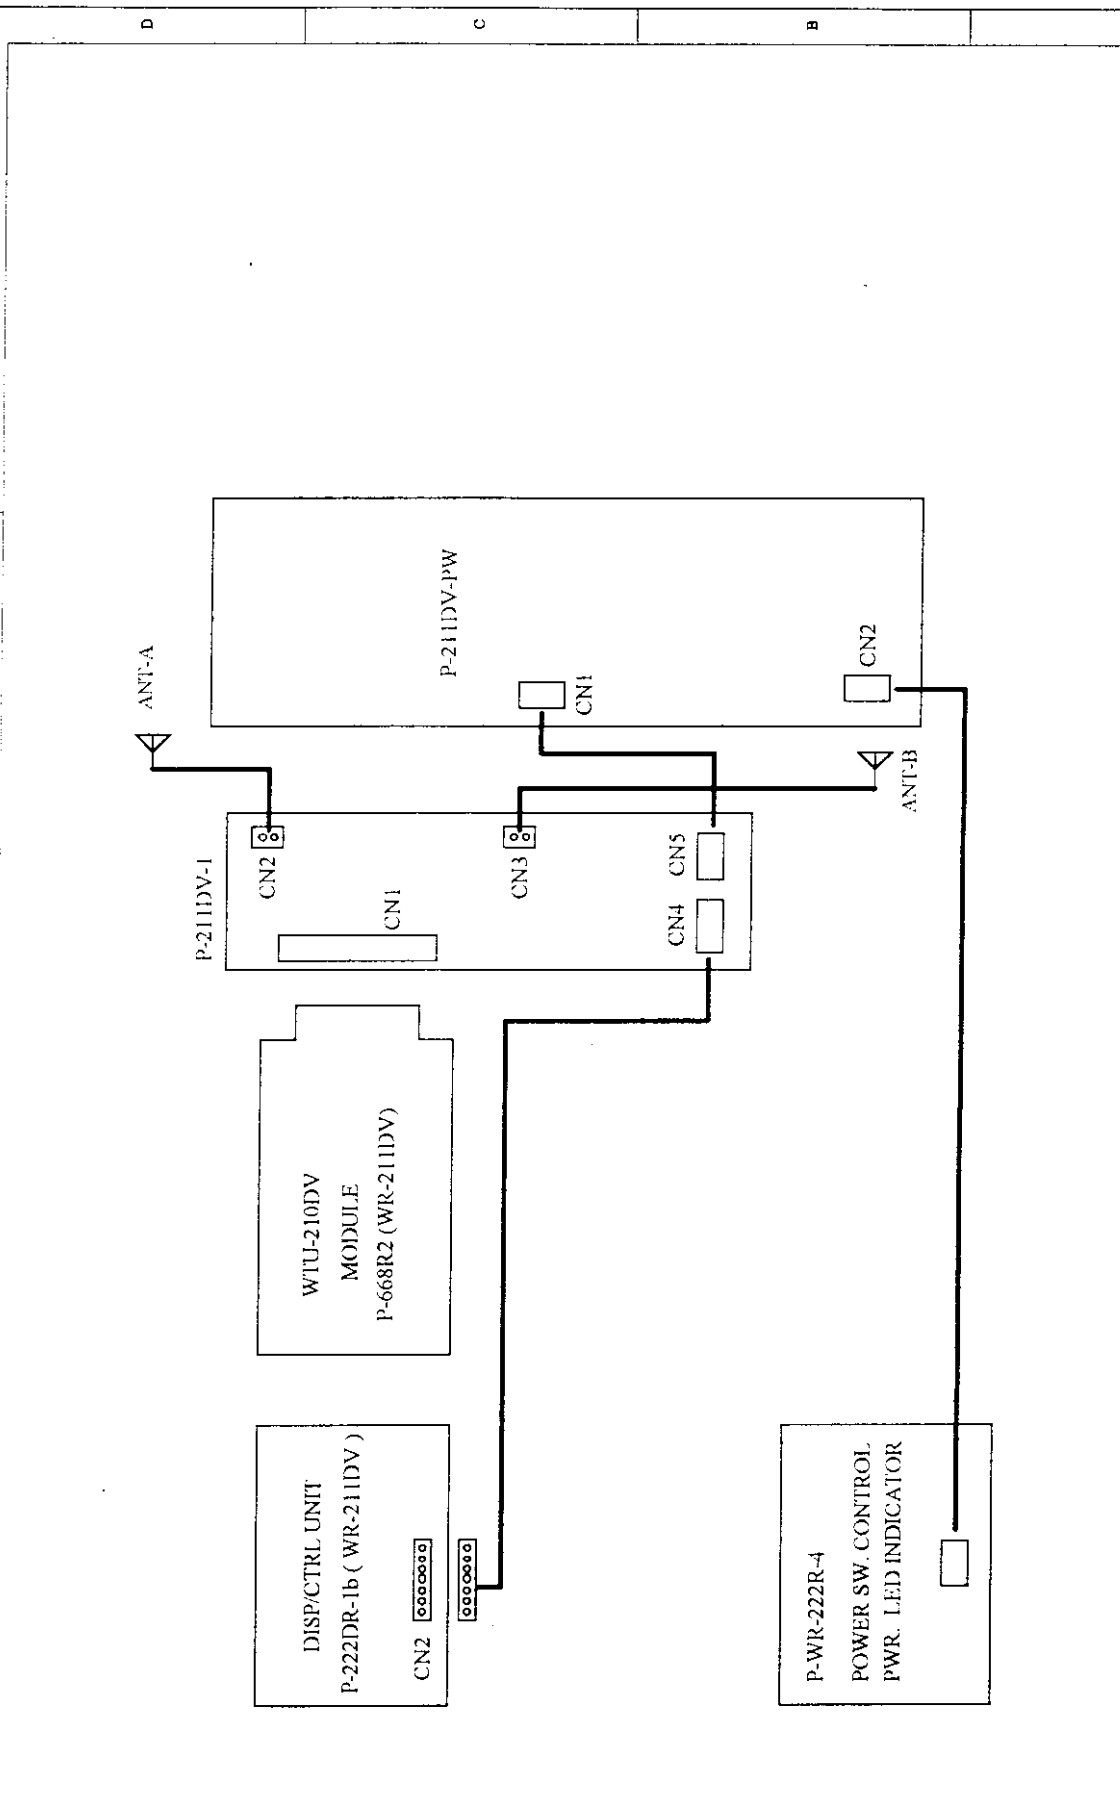 D
C
B
DISP/CTRL UNIT
P-222DR-1b ( WR-211DV )
CN2
WTU-210DV
MODULE
P-668R2 (WR-211DV)
P-211DV-1
CN2
CN1
CN3
CN4
CN5
ANT-A
ANT-B
P-211DV-PW
CN1
CN2
P-WR-222R-4
POWER SW. CONTROL
PWR. LED INDICATOR